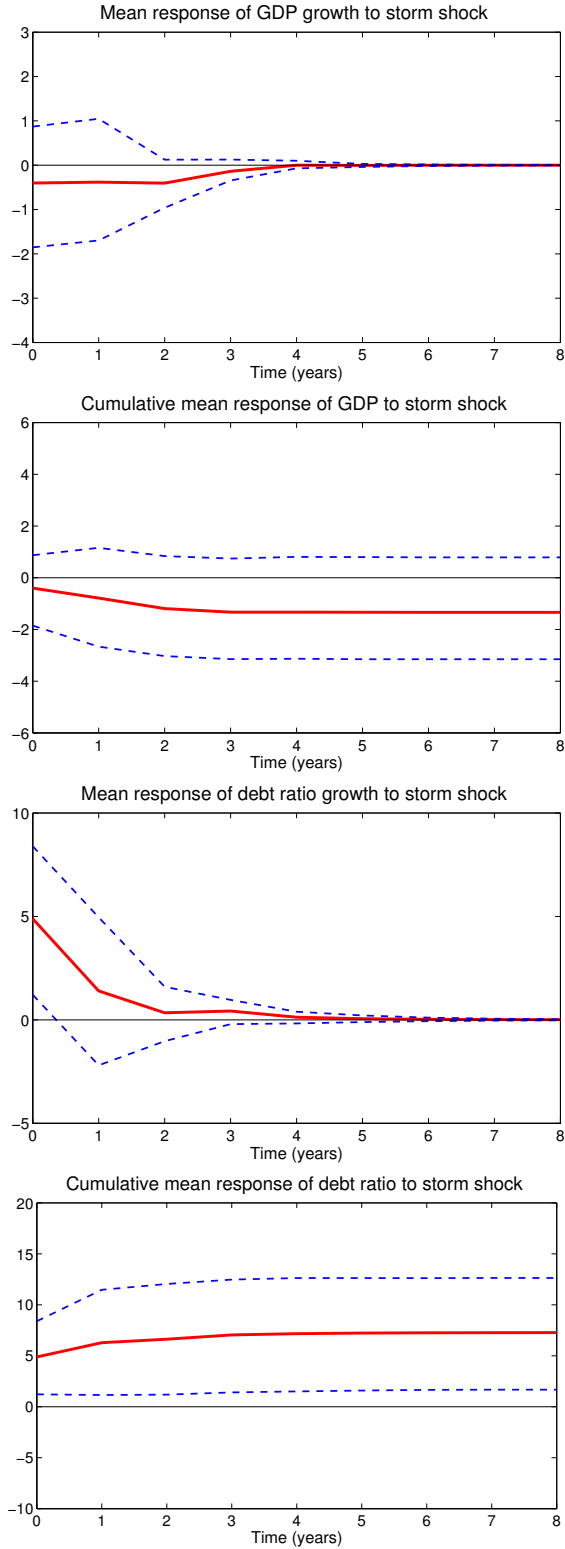 Mean response of GDP growth to storm shock
3
2
1
0
−1
−2
−3
−4
0 1 2 3 4 5 6 7 8
Time (years)
Cumulative mean response of GDP to storm shock
6
4
2
0
−2
−4
−6
0 1 2 3 4 5 6 7 8
Time (years)
Mean response of debt ratio growth to storm shock
10
5
0
−5
0 1 2 3 4 5 6 7 8
Time (years)
Cumulative mean response of debt ratio to storm shock
20
15
10
5
0
−5
−10
0 1 2 3 4 5 6 7 8
Time (years)